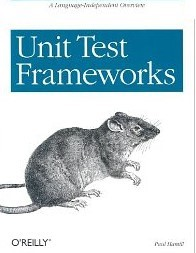 A Language-Independent Overview
Unit Test
Frameworks
O'REILLY®
Paul Hamill